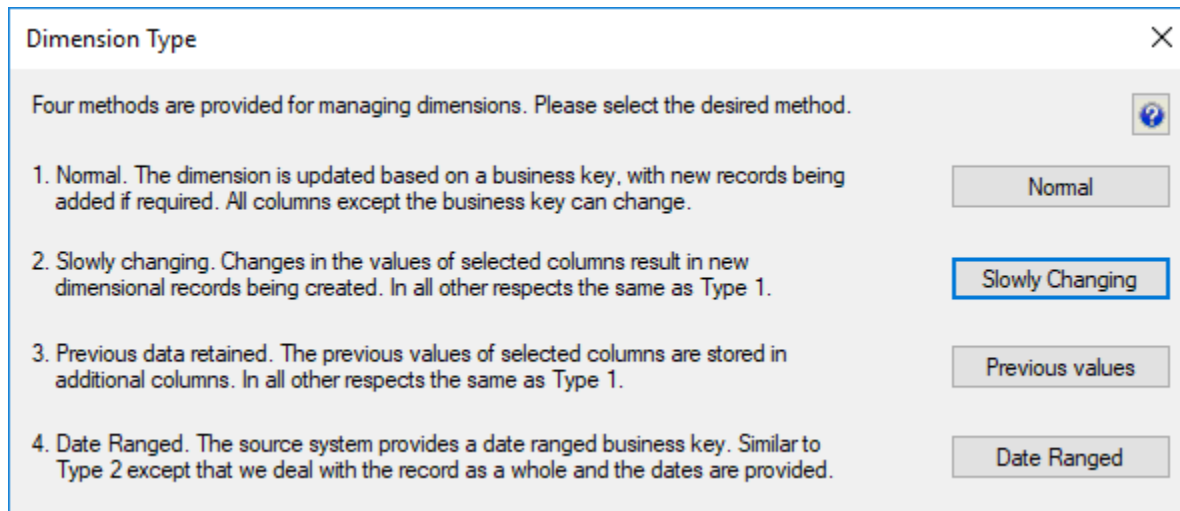 Dimension Type
Four methods are provided for managing dimensions. Please select the desired method.
1. Normal. The dimension is updated based on a business key, with new records being
added if required. All columns except the business key can change.
Normal
2. Slowly changing. Changes in the values of selected columns result in new
dimensional records being created. In all other respects the same as Type 1.
Slowly Changing
3. Previous data retained. The previous values of selected columns are stored in
additional columns. In all other respects the same as Type 1.
Previous values
4. Date Ranged. The source system provides a date ranged business key. Similar to
Type 2 except that we deal with the record as a whole and the dates are provided.
Date Ranged